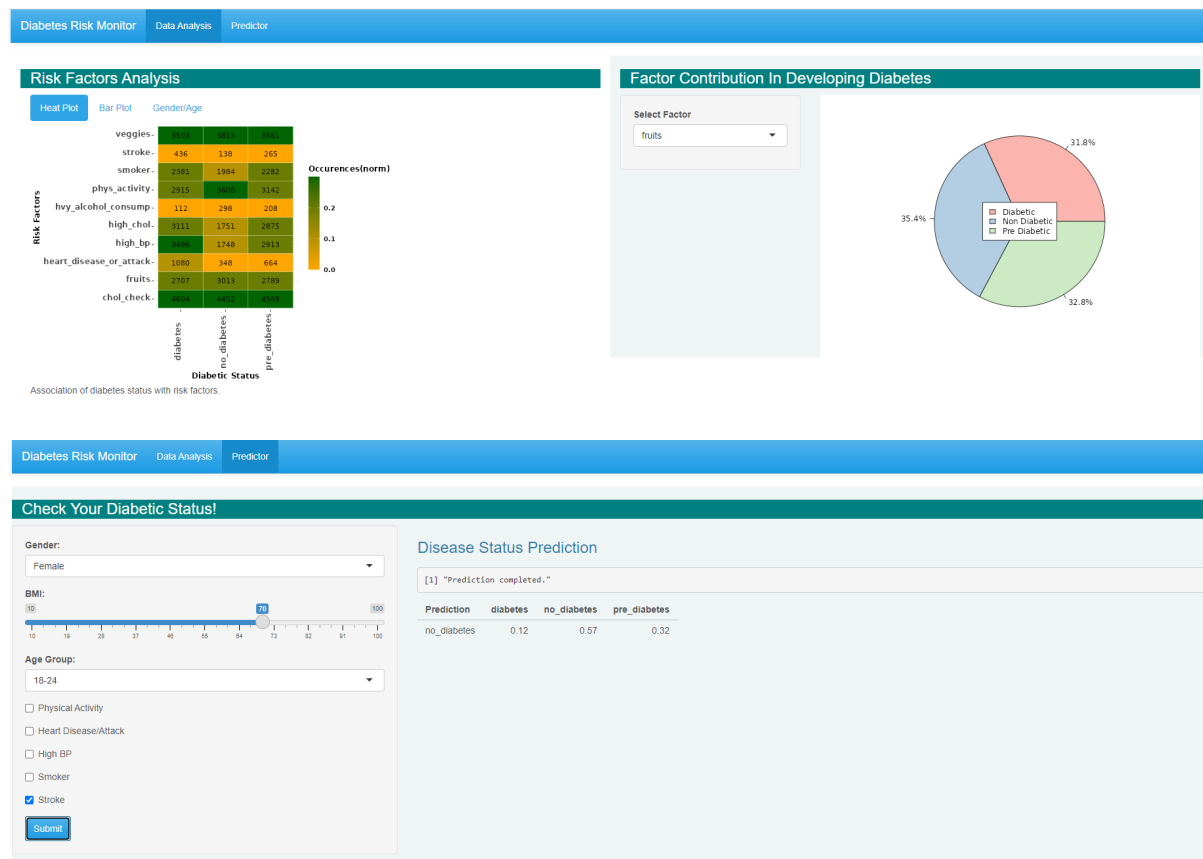 Diabetes Risk Monitor Data Analysis Predictor
Risk Factors Analysis
Heat Plot Bar Plot Gender/Age
Risk Factors
veggies 3503 3813 3561
stroke 436 138 265
smoker 2381 1984 2282
phys_activity 2915 3600 3142
hvy_alcohol_consump 112 298 208
high_chol 3111 1751 2875
high_bp 3496 1748 2913
heart_disease_or_attack 1080 348 664
fruits 2707 3013 2789
chol_check 4604 4452 4569
diabetes no_diabetes pre_diabetes
Diabetic Status
Occurences(norm)
0.2
0.1
0.0
Association of diabetes status with risk factors.
Factor Contribution In Developing Diabetes
Select Factor
fruits
31.8%
35.4%
32.8%
Diabetic
Non Diabetic
Pre Diabetic
Diabetes Risk Monitor Data Analysis Predictor
Check Your Diabetic Status!
Gender:
Female
BMI:
10 70 100
10 19 28 37 46 55 64 73 82 91 100
Age Group:
18-24
Physical Activity
Heart Disease/Attack
High BP
Smoker
Stroke
Submit
Disease Status Prediction
[1] "Prediction completed."
Prediction diabetes no_diabetes pre_diabetes
no_diabetes 0.12 0.57 0.32